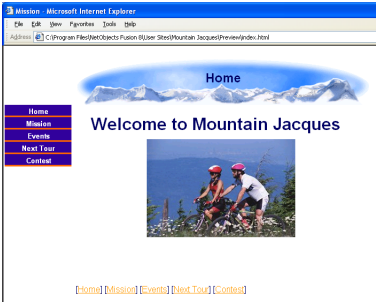 Mission - Microsoft Internet Explorer
File Edit View Favorites Tools Help
Address C:\Program Files\NetObjects Fusion 8\User Sites\Mountain Jacques\Preview\index.html
Home
Home
Mission
Events
Next Tour
Contest
Welcome to Mountain Jacques
[Home] [Mission] [Events] [Next Tour] [Contest]